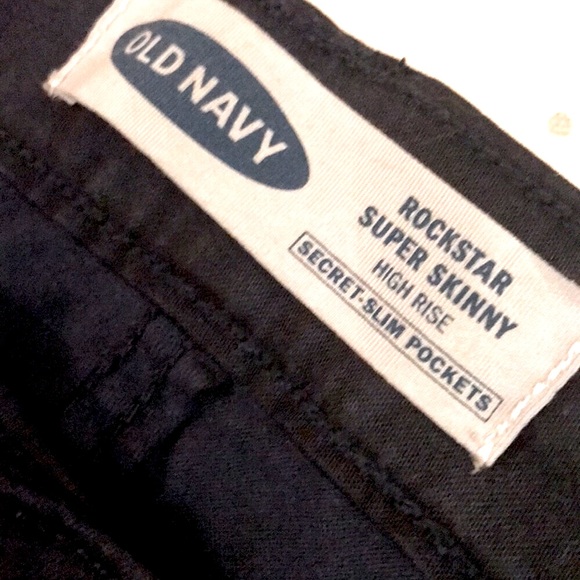 OLD NAVY
ROCKSTAR
SUPER SKINNY
HIGH RISE
SECRET-SLIM POCKETS